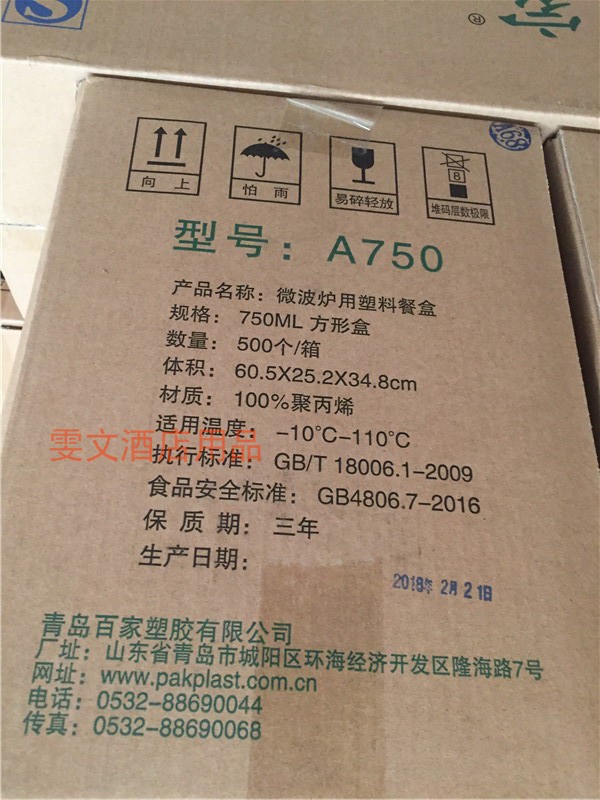 家®
S
向上
怕雨
易碎轻放
8
堆码层数极限
型号：A750
产品名称：微波炉用塑料餐盒
规格：750ML 方形盒
数量：500个/箱
体积：60.5X25.2X34.8cm
材质：100%聚丙烯
适用温度：-10℃-110℃
雯文酒店用品
执行标准：GB/T 18006.1-2009
食品安全标准：GB4806.7-2016
保质期：三年
生产日期：
2018年2月21日
青岛百家塑胶有限公司
厂址：山东省青岛市城阳区环海经济开发区隆海路7号
网址：www.pakplast.com.cn
电话：0532-88690044
传真：0532-88690068